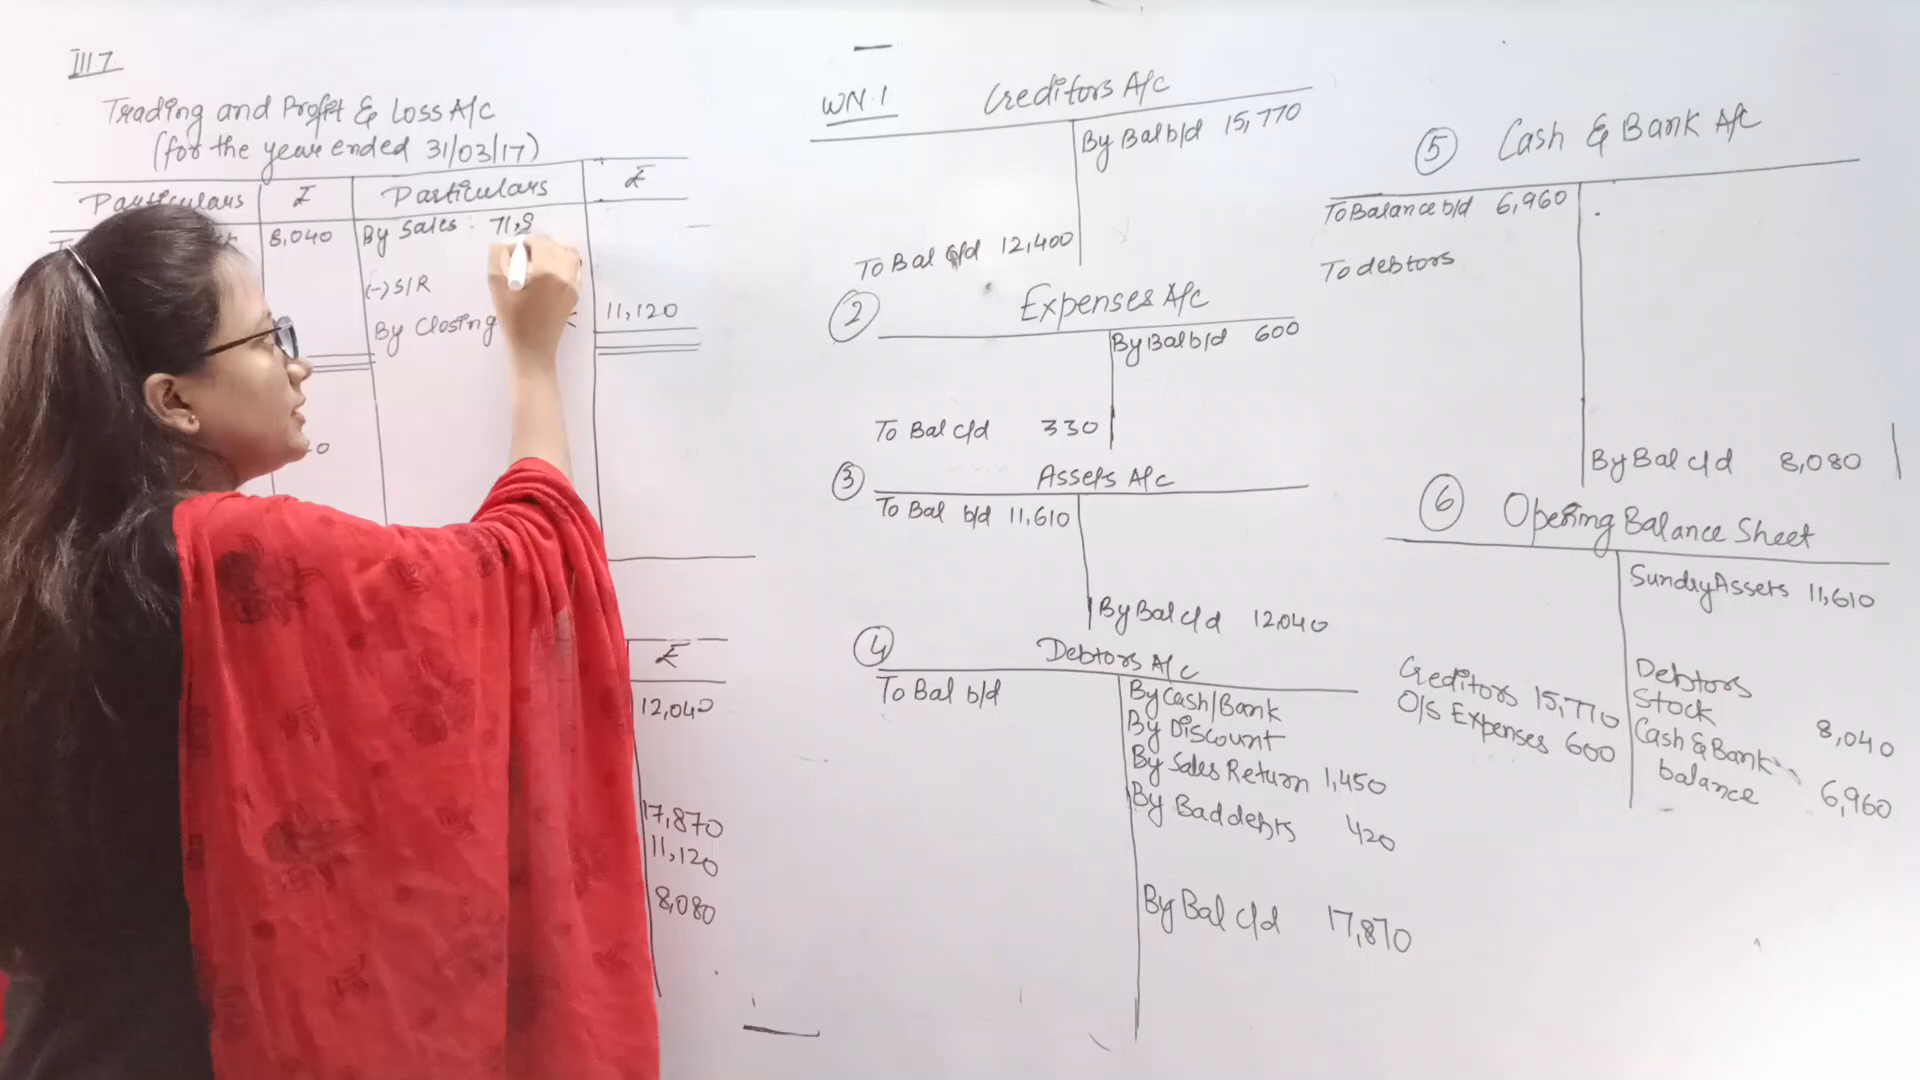 III 7
Trading and Profit & Loss A/c
(for the year ended 31/03/17)
Particulars ₹ Particulars ₹
8,040 By Sales : 71,8
(-) S/R
By Closing 11,120
₹
12,040
17,870
11,120
8,080
WN.1 Creditors A/c
By Bal b/d 15,770
To Bal c/d 12,400
2 Expenses A/c
By Bal b/d 600
To Bal c/d 330
3 Assets A/c
To Bal b/d 11,610
By Bal c/d 12,040
4 Debtors A/c
To Bal b/d
By Cash/Bank
By Discount
By Sales Return 1,450
By Bad debts 420
By Bal c/d 17,870
5 Cash & Bank A/c
To Balance b/d 6,960
To debtors
By Bal c/d 8,080
6 Opening Balance Sheet
Sundry Assets 11,610
Creditors 15,770
O/S Expenses 600
Debtors
Stock 8,040
Cash & Bank
balance 6,960